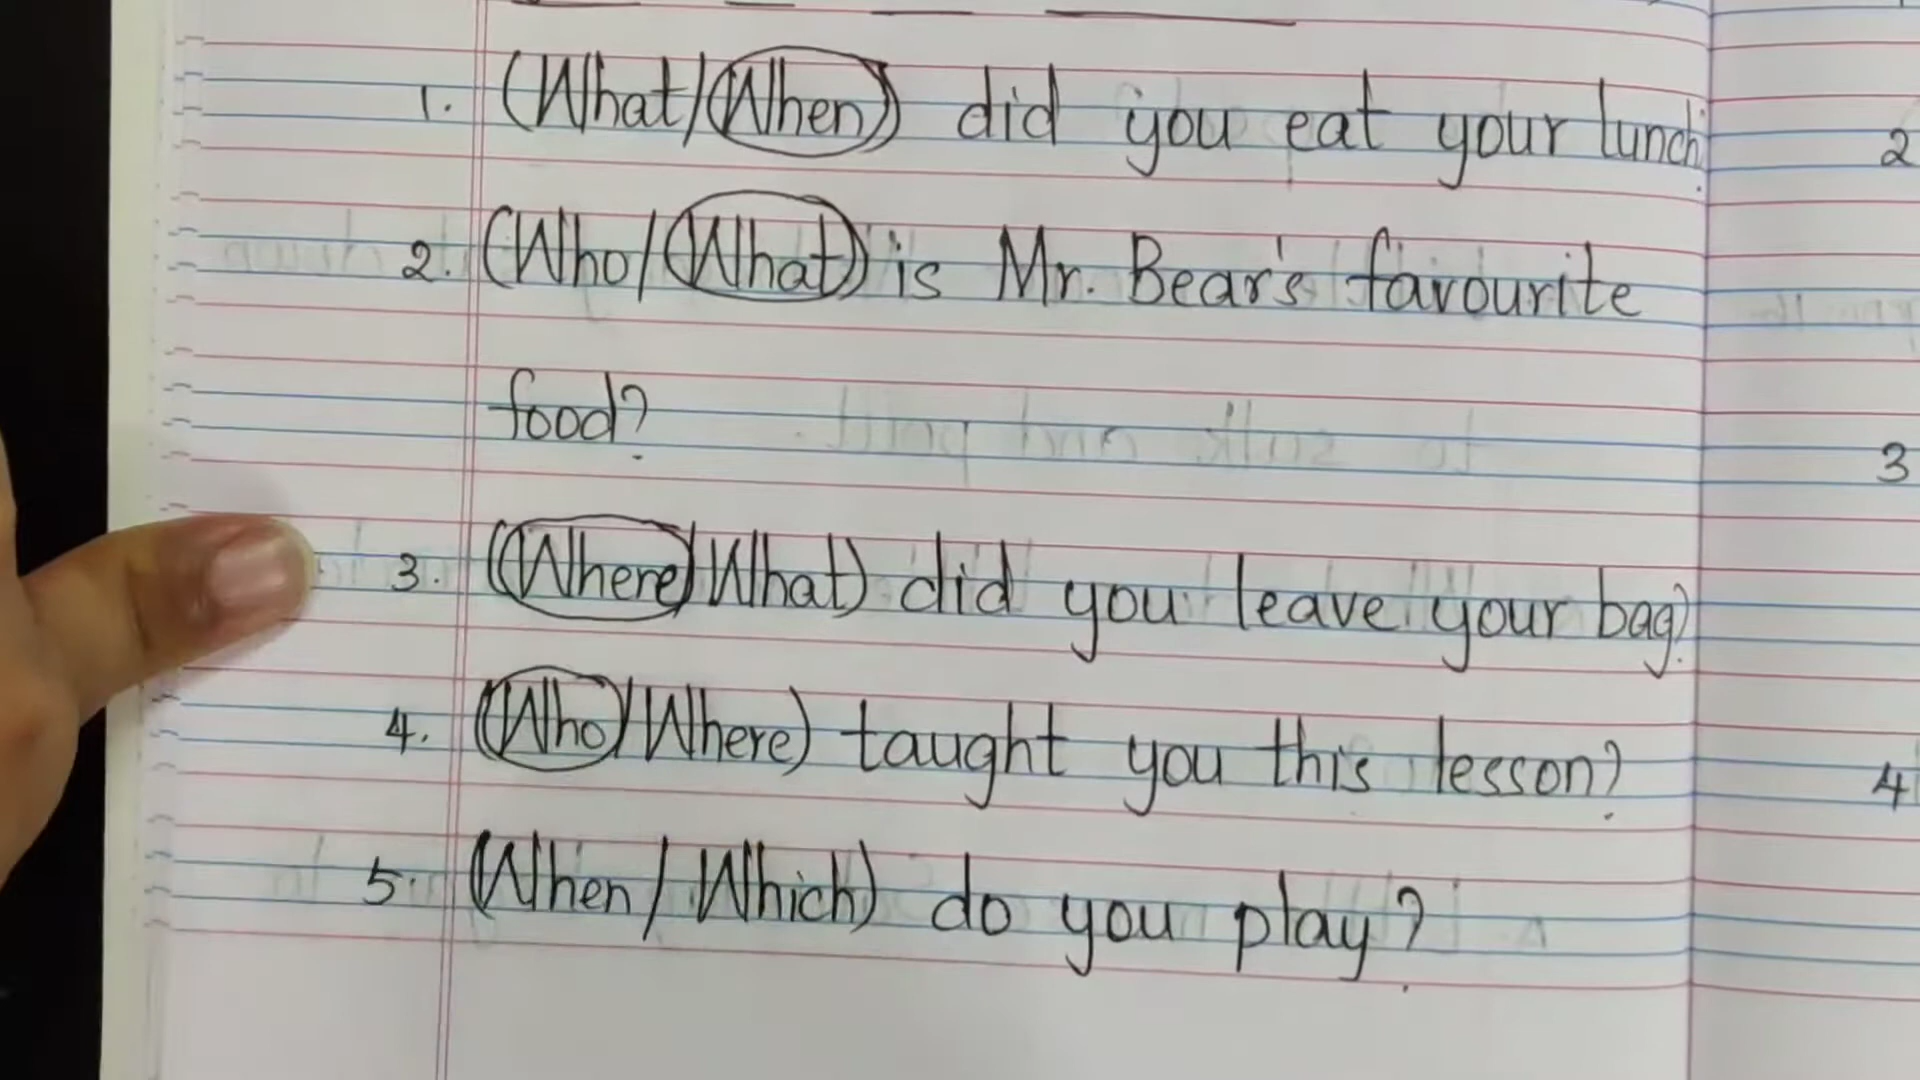 1. (What/When) did you eat your lunch?
2. (Who/What) is Mr. Bear's favourite
food?
3. (Where/What) did you leave your bag?
4. (Who/Where) taught you this lesson?
5. (When/Which) do you play?
2
3
4